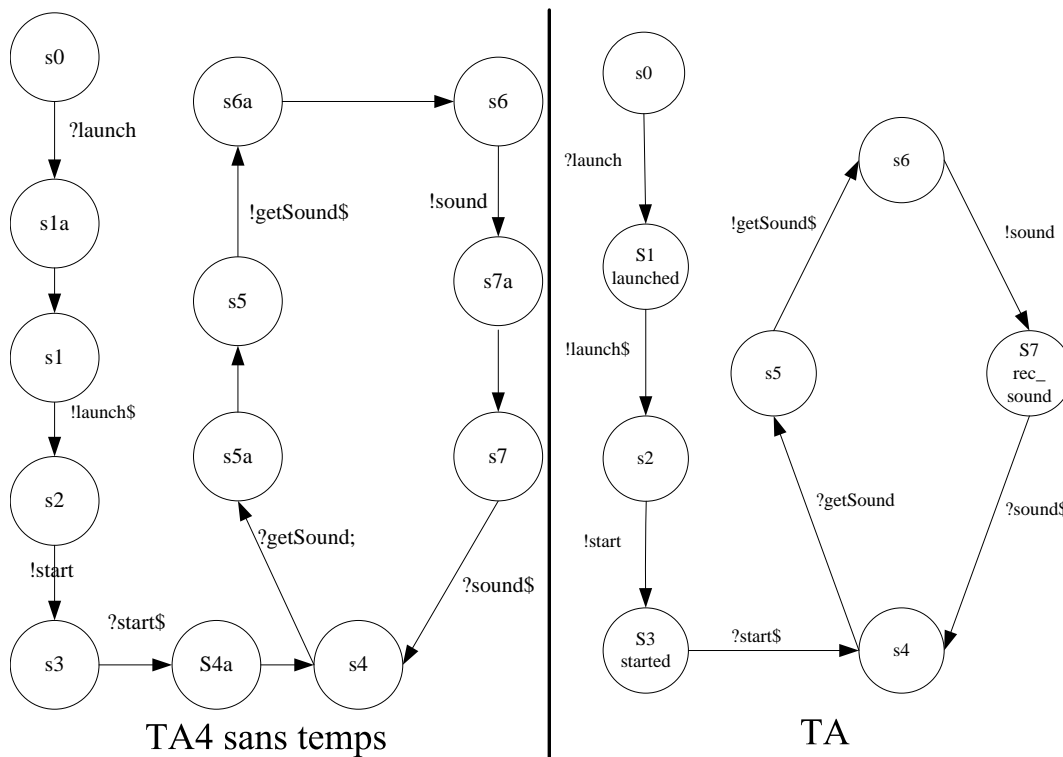 s0
?launch
s1a
s1
!launch$
s2
!start
s3
?start$
S4a
s4
?getSound;
s5a
s5
!getSound$
s6a
s6
!sound
s7a
s7
?sound$
TA4 sans temps
s0
?launch
S1
launched
!launch$
s2
!start
S3
started
?start$
s4
?getSound
s5
!getSound$
s6
!sound
S7
rec_
sound
?sound$
TA